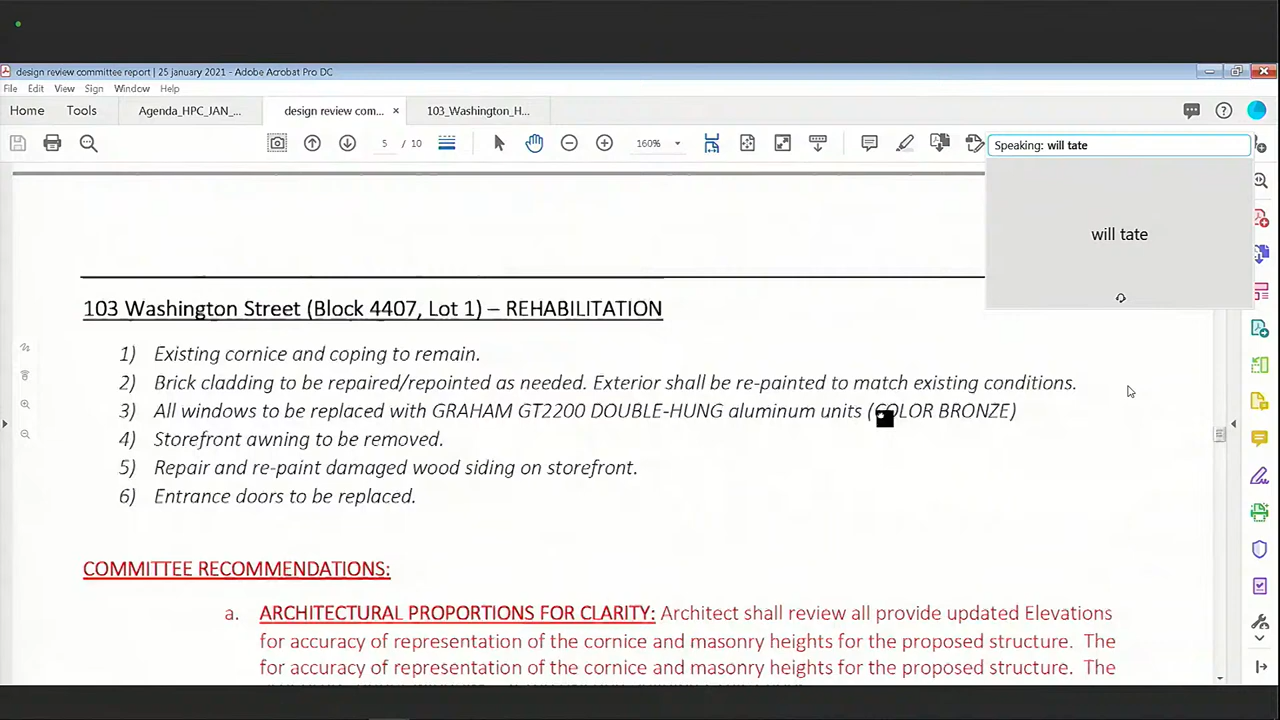 design review committee report | 25 january 2021 - Adobe Acrobat Pro DC
File Edit View Sign Window Help
Home Tools Agenda_HPC_JAN_... design review com... × 103_Washington_H...
5 / 10 160%
Speaking: will tate
will tate
103 Washington Street (Block 4407, Lot 1) – REHABILITATION
1) Existing cornice and coping to remain.
2) Brick cladding to be repaired/repointed as needed. Exterior shall be re-painted to match existing conditions.
3) All windows to be replaced with GRAHAM GT2200 DOUBLE-HUNG aluminum units (COLOR BRONZE)
4) Storefront awning to be removed.
5) Repair and re-paint damaged wood siding on storefront.
6) Entrance doors to be replaced.
COMMITTEE RECOMMENDATIONS:
a. ARCHITECTURAL PROPORTIONS FOR CLARITY: Architect shall review all provide updated Elevations
for accuracy of representation of the cornice and masonry heights for the proposed structure. The
for accuracy of representation of the cornice and masonry heights for the proposed structure. The